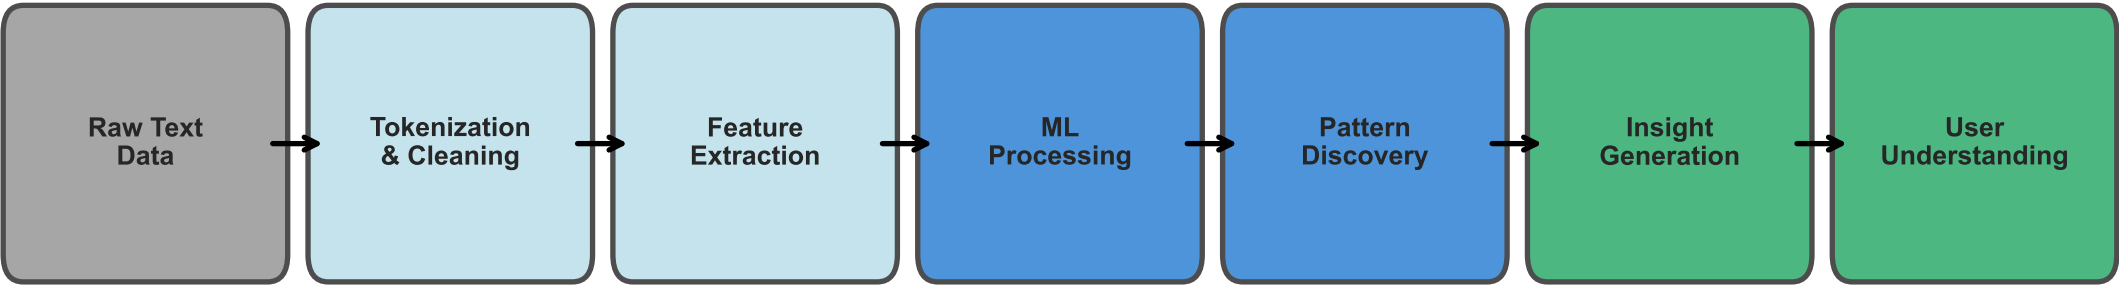 Raw Text
Data
Tokenization
& Cleaning
Feature
Extraction
ML
Processing
Pattern
Discovery
Insight
Generation
User
Understanding